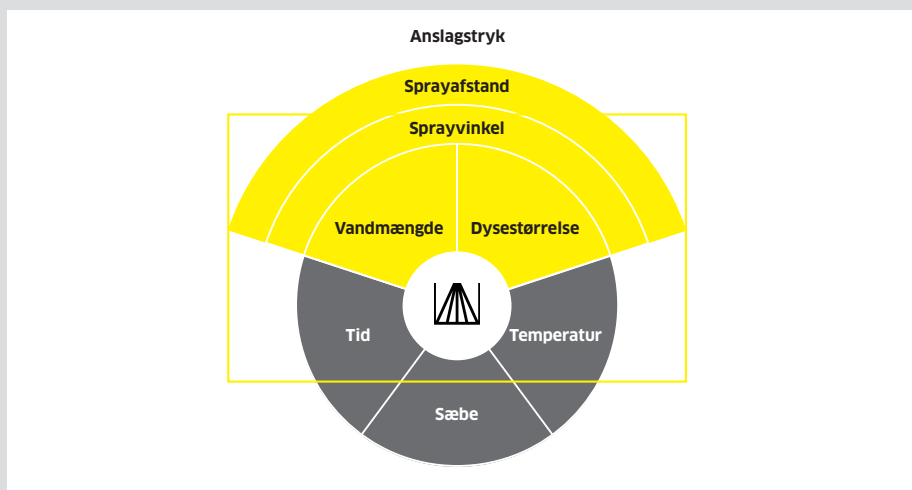 Anslagstryk
Sprayafstand
Sprayvinkel
Vandmængde
Dysestørrelse
Tid
Temperatur
Sæbe